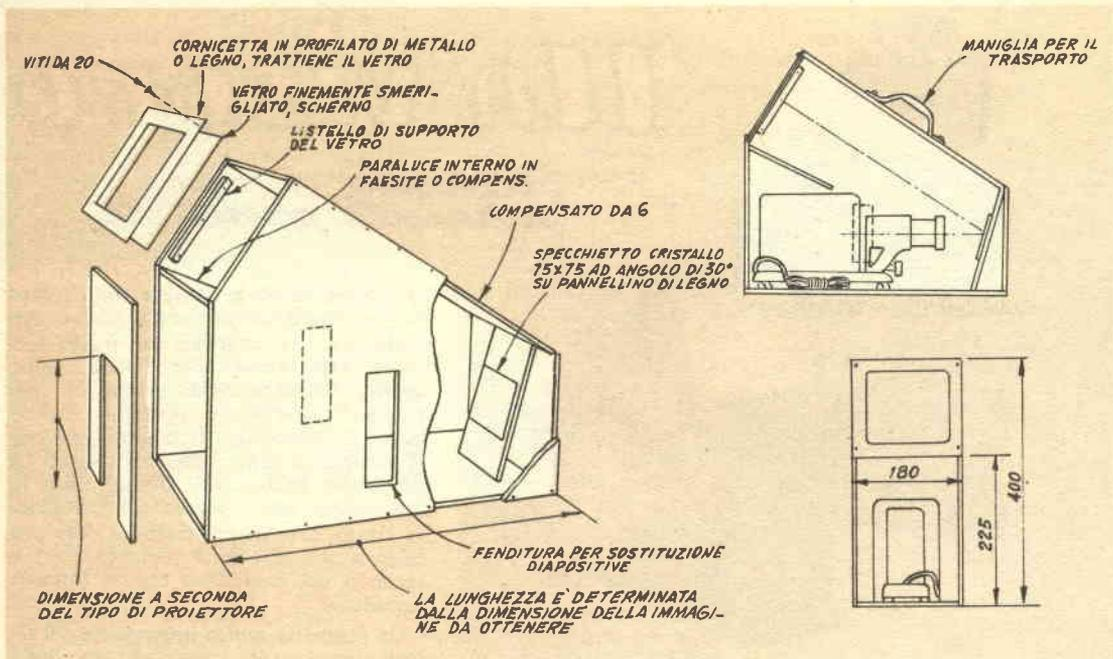 VITI DA 20
CORNICETTA IN PROFILATO DI METALLO
O LEGNO, TRATTIENE IL VETRO
VETRO FINEMENTE SMERI-
GLIATO, SCHERNO
LISTELLO DI SUPPORTO
DEL VETRO
PARALUCE INTERNO IN
FAESITE O COMPENS.
COMPENSATO DA 6
SPECCHIETTO CRISTALLO
75X75 AD ANGOLO DI 30°
SU PANNELLINO DI LEGNO
FENDITURA PER SOSTITUZIONE
DIAPOSITIVE
DIMENSIONE A SECONDA
DEL TIPO DI PROIETTORE
LA LUNGHEZZA E' DETERMINATA
DALLA DIMENSIONE DELLA IMMAGI-
NE DA OTTENERE
MANIGLIA PER IL
TRASPORTO
180
225
400